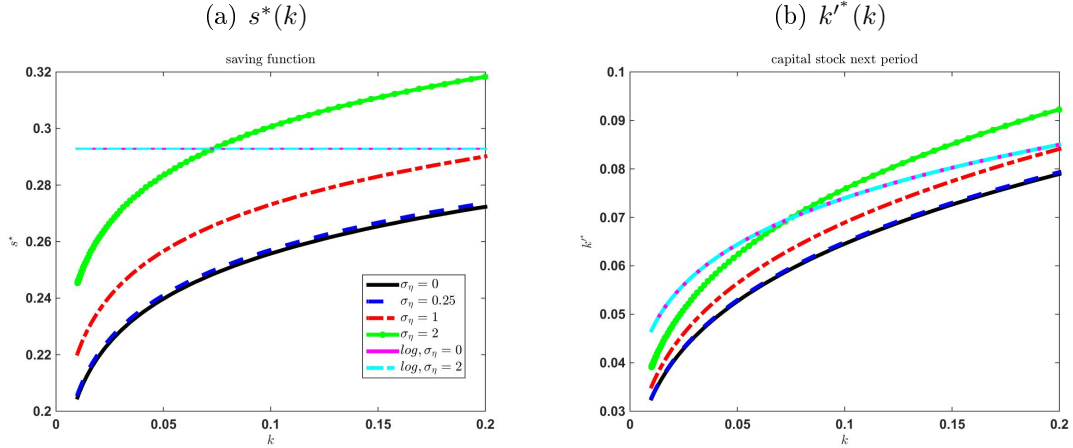 (a) s*(k)
saving function
0.32
0.3
0.28
0.26
0.24
0.22
0.2
s*
0 0.05 0.1 0.15 0.2
k
σ_η = 0
σ_η = 0.25
σ_η = 1
σ_η = 2
log, σ_η = 0
log, σ_η = 2
(b) k′*(k)
capital stock next period
0.1
0.09
0.08
0.07
0.06
0.05
0.04
0.03
k′*
0 0.05 0.1 0.15 0.2
k